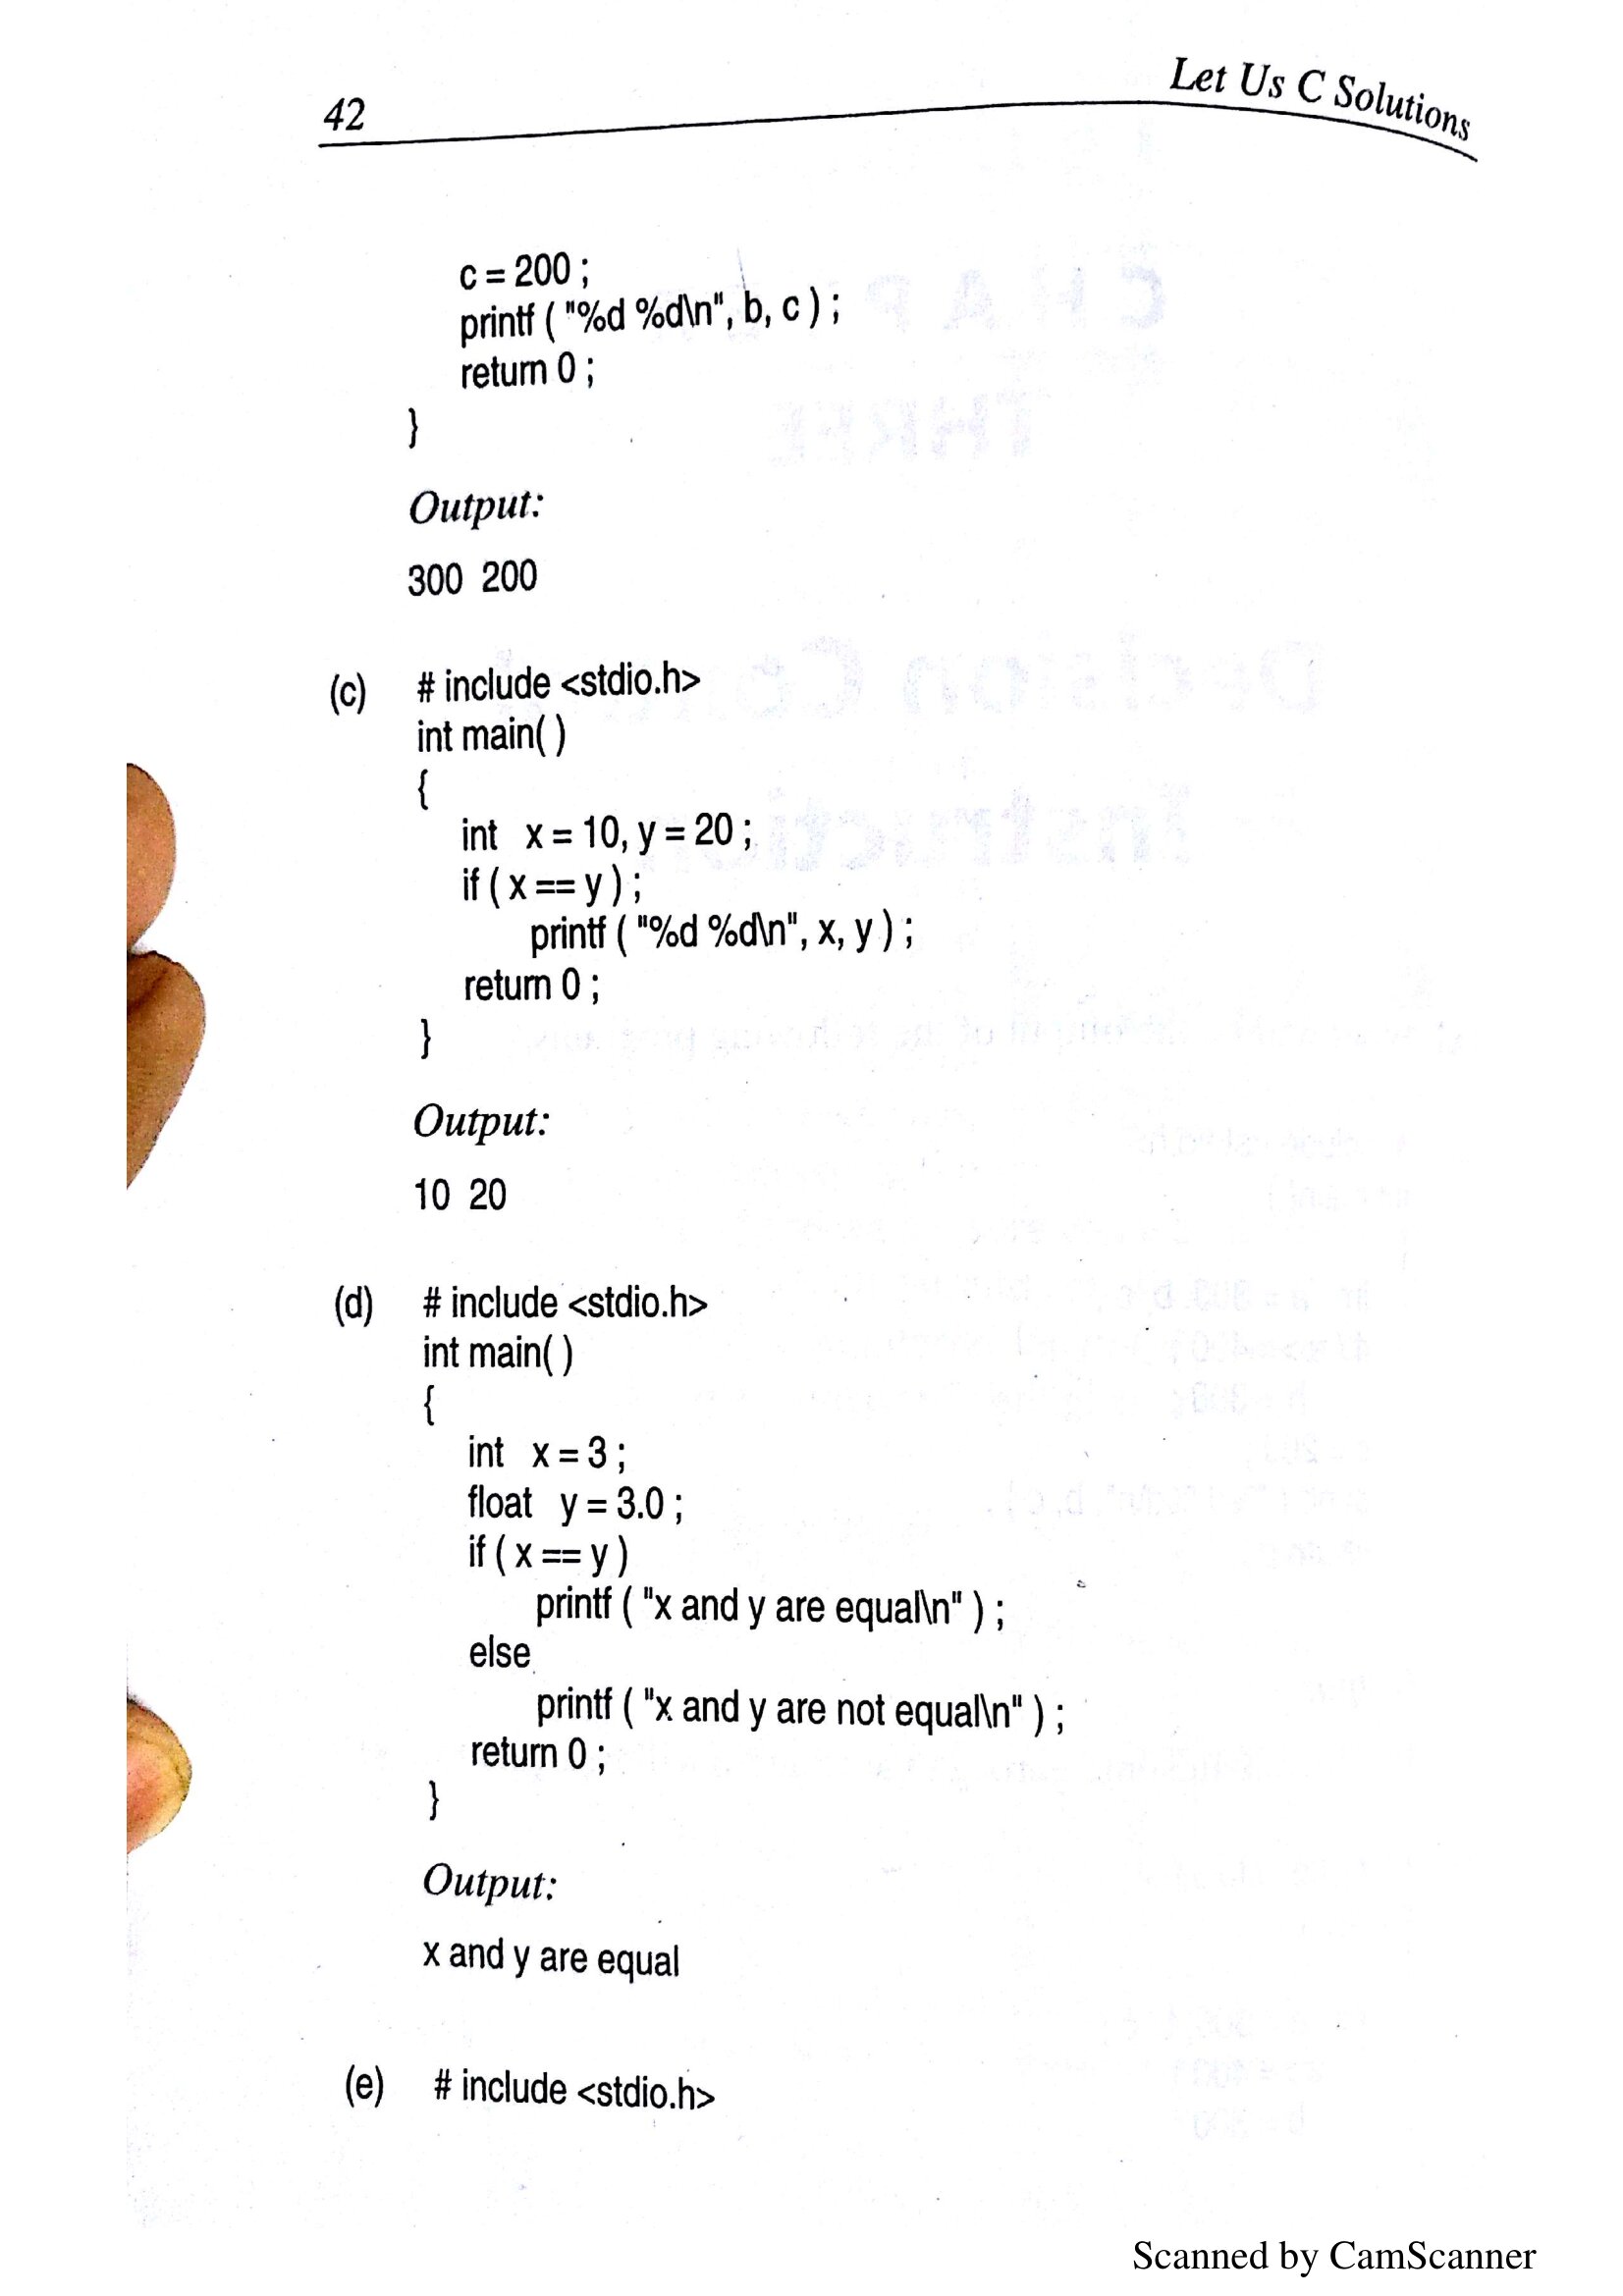 42
Let Us C Solutions
c = 200 ;
printf ( "%d %d\n", b, c ) ;
return 0 ;
}
Output:
300 200
(c) # include <stdio.h>
int main( )
{
int x = 10, y = 20 ;
if ( x == y ) ;
printf ( "%d %d\n", x, y ) ;
return 0 ;
}
Output:
10 20
(d) # include <stdio.h>
int main( )
{
int x = 3 ;
float y = 3.0 ;
if ( x == y )
printf ( "x and y are equal\n" ) ;
else
printf ( "x and y are not equal\n" ) ;
return 0 ;
}
Output:
x and y are equal
(e) # include <stdio.h>
Scanned by CamScanner